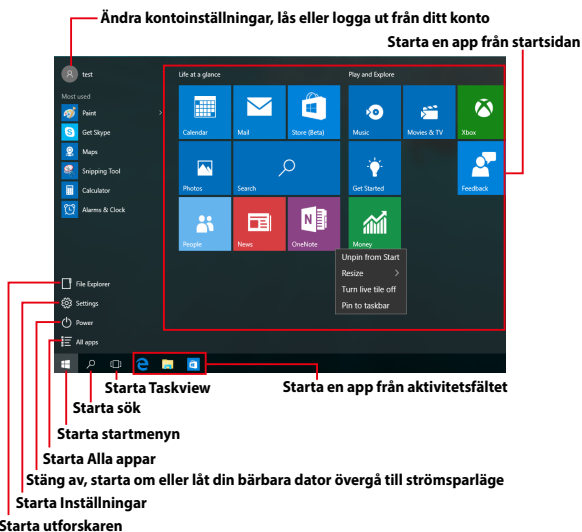 Ändra kontoinställningar, lås eller logga ut från ditt konto
Starta en app från startsidan
test
Life at a glance
Play and Explore
Most used
Paint
Get Skype
Maps
Snipping Tool
Calculator
Alarms & Clock
Calendar
Mail
Store (Beta)
Music
Movies & TV
Xbox
Photos
Search
Get Started
Feedback
People
News
OneNote
Money
Unpin from Start
Resize
Turn live tile off
Pin to taskbar
File Explorer
Settings
Power
All apps
Starta Taskview
Starta en app från aktivitetsfältet
Starta sök
Starta startmenyn
Starta Alla appar
Stäng av, starta om eller låt din bärbara dator övergå till strömsparläge
Starta Inställningar
Starta utforskaren